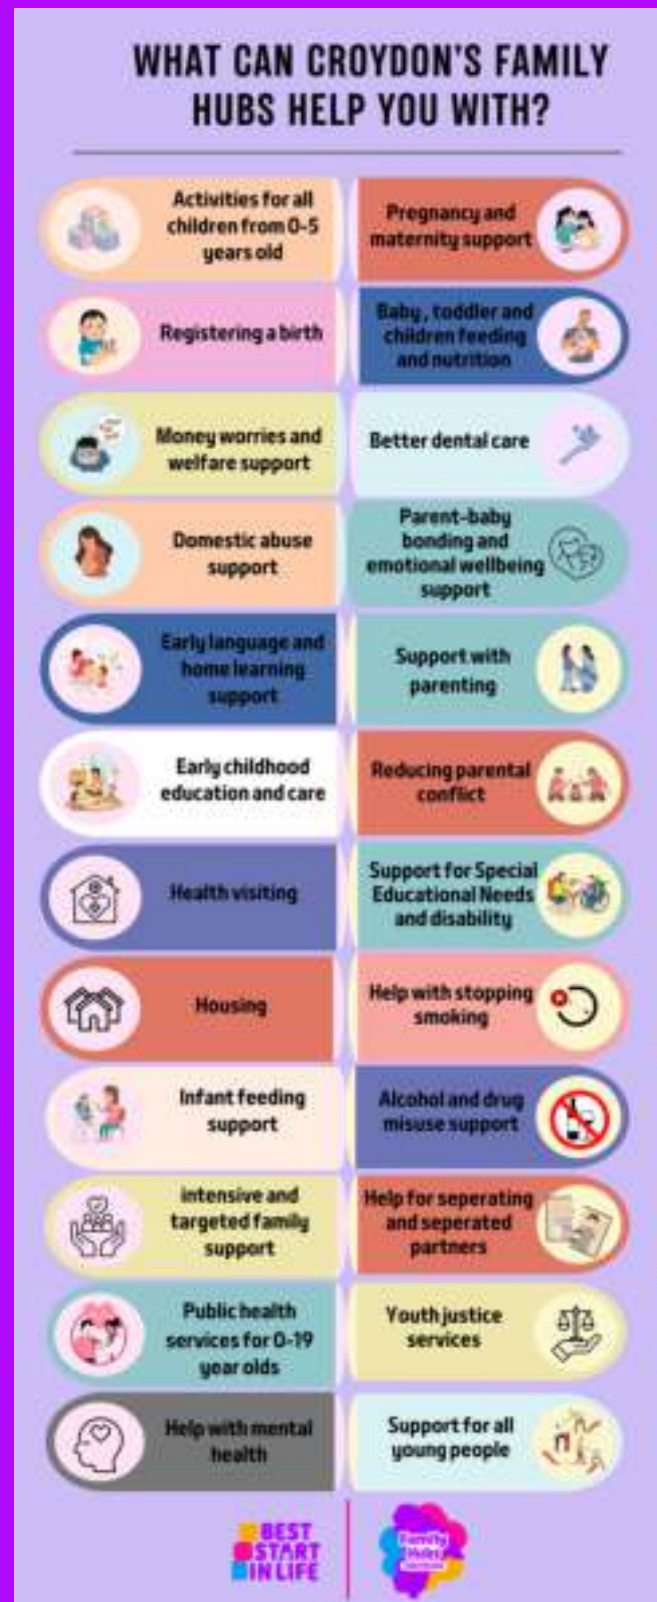 WHAT CAN CROYDON'S FAMILY
HUBS HELP YOU WITH?
Activities for all
children from 0-5
years old
Pregnancy and
maternity support
Registering a birth
Baby, toddler and
children feeding
and nutrition
Money worries and
welfare support
Better dental care
Domestic abuse
support
Parent-baby
bonding and
emotional wellbeing
support
Early language and
home learning
support
Support with
parenting
Early childhood
education and care
Reducing parental
conflict
Health visiting
Support for Special
Educational Needs
and disability
Housing
Help with stopping
smoking
Infant feeding
support
Alcohol and drug
misuse support
intensive and
targeted family
support
Help for seperating
and seperated
partners
Public health
services for 0-19
year olds
Youth justice
services
Help with mental
health
Support for all
young people
BEST
START
IN LIFE
Family
Hubs